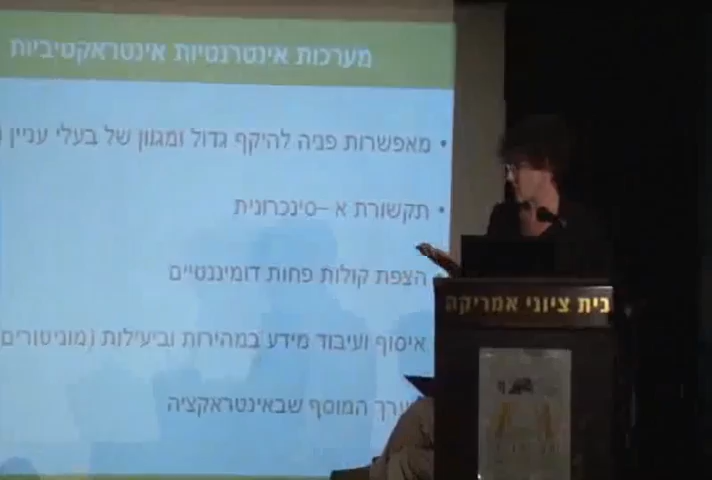 מערכות אינטרנטיות אינטראקטיביות
• מאפשרות פניה להיקף גדול ומגוון של בעלי עניין (
• תקשורת א –סינכרונית
• הצפת קולות פחות דומיננטיים
איסוף ועיבוד מידע במהירות וביעילות (מוניטורים
ערך המוסף שבאינטראקציה
בית ציוני אמריקה